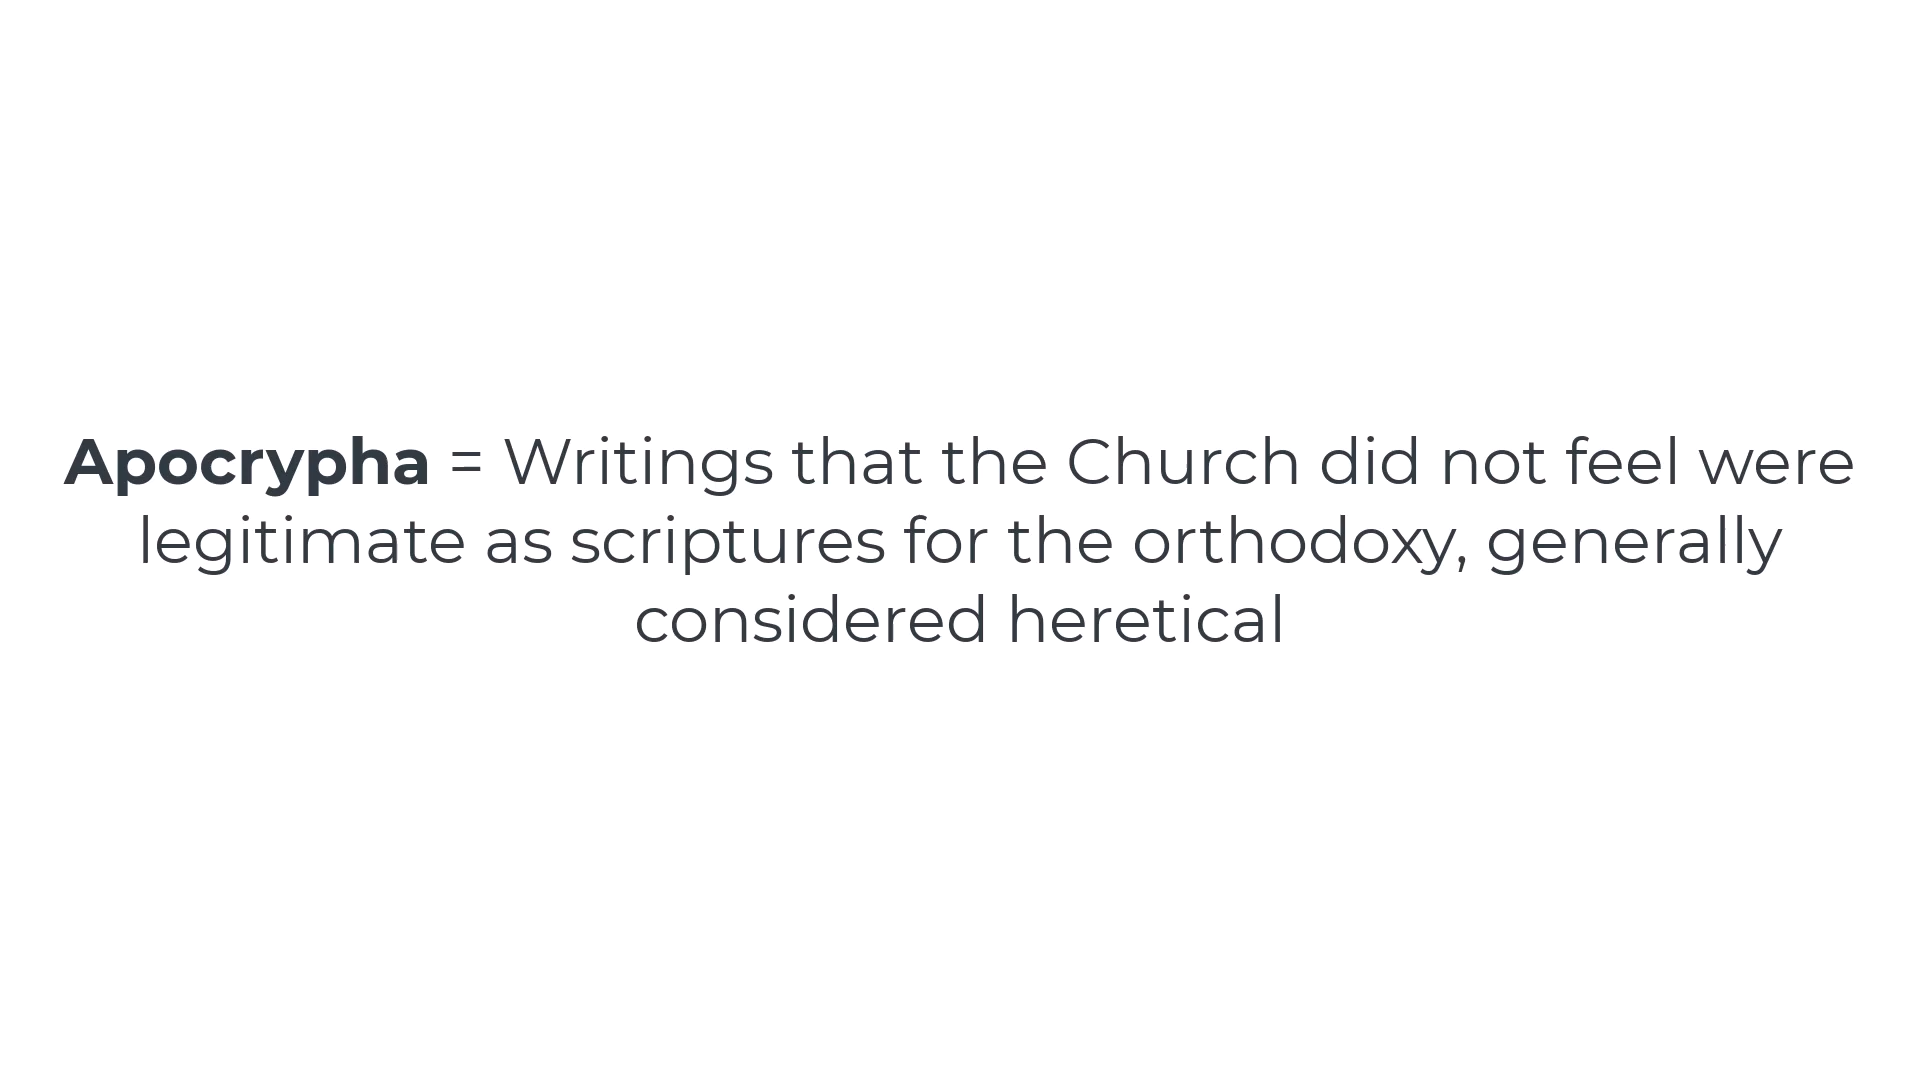 Apocrypha = Writings that the Church did not feel were
legitimate as scriptures for the orthodoxy, generally
considered heretical